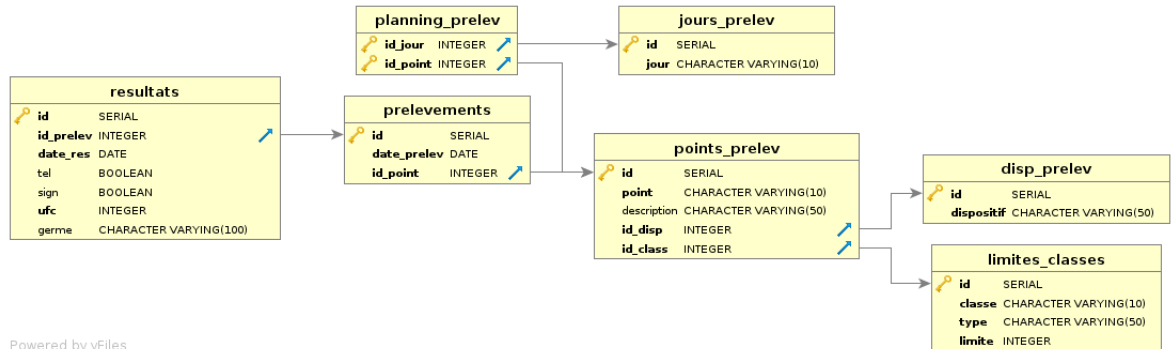 planning_prelev
id_jour INTEGER
id_point INTEGER
jours_prelev
id SERIAL
jour CHARACTER VARYING(10)
resultats
id SERIAL
id_prelev INTEGER
date_res DATE
tel BOOLEAN
sign BOOLEAN
ufc INTEGER
germe CHARACTER VARYING(100)
prelevements
id SERIAL
date_prelev DATE
id_point INTEGER
points_prelev
id SERIAL
point CHARACTER VARYING(10)
description CHARACTER VARYING(50)
id_disp INTEGER
id_class INTEGER
disp_prelev
id SERIAL
dispositif CHARACTER VARYING(50)
limites_classes
id SERIAL
classe CHARACTER VARYING(10)
type CHARACTER VARYING(50)
limite INTEGER
Powered by yFiles